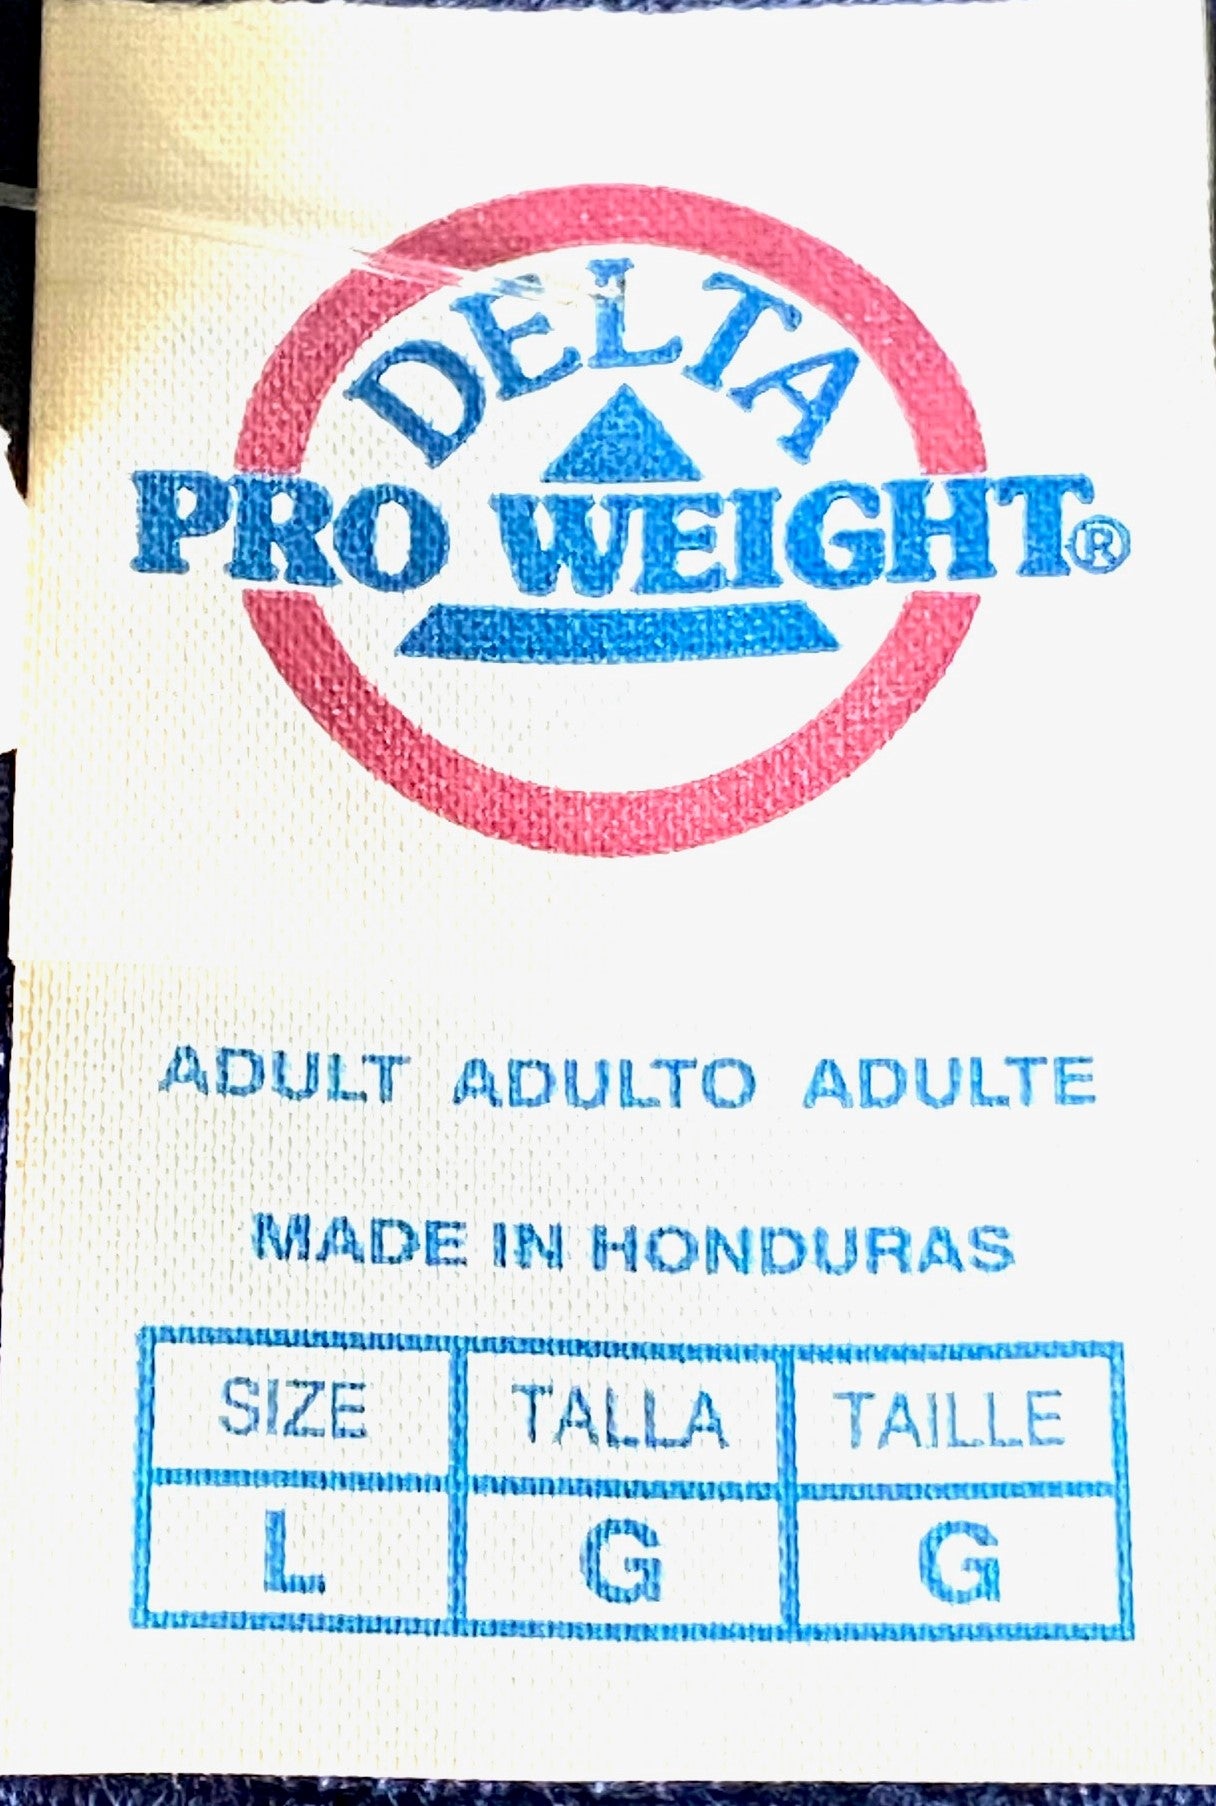 DELTA
PRO WEIGHT®
ADULT ADULTO ADULTE
MADE IN HONDURAS
SIZE TALLA TAILLE
L G G